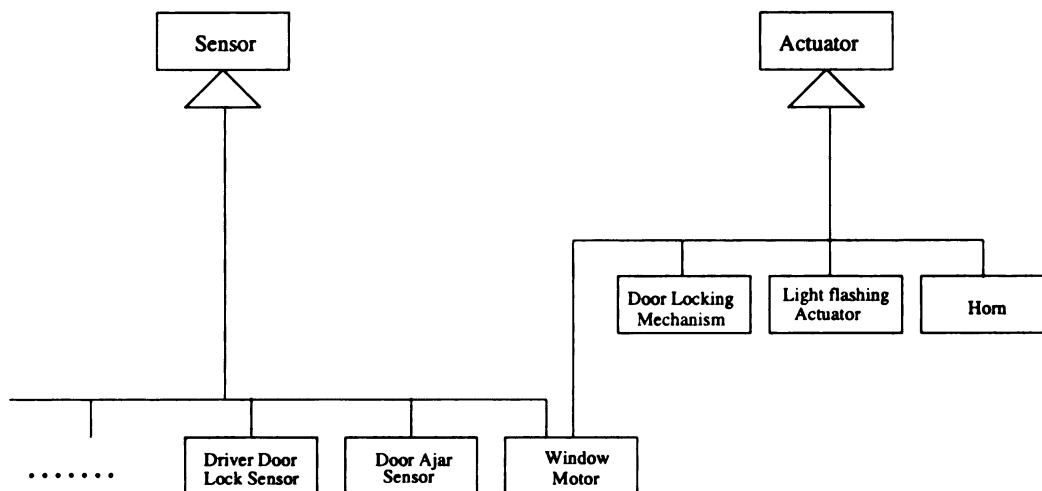 Sensor
Actuator
Door Locking
Mechanism
Light flashing
Actuator
Horn
.......
Driver Door
Lock Sensor
Door Ajar
Sensor
Window
Motor